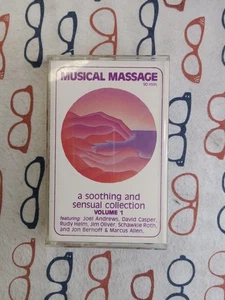 MUSICAL MASSAGE
90 min.
a soothing and
sensual collection
VOLUME 1
featuring: Joel Andrews, David Casper,
Rudy Helm, Jim Oliver, Schawkie Roth,
and Jon Bernoff & Marcus Allen.